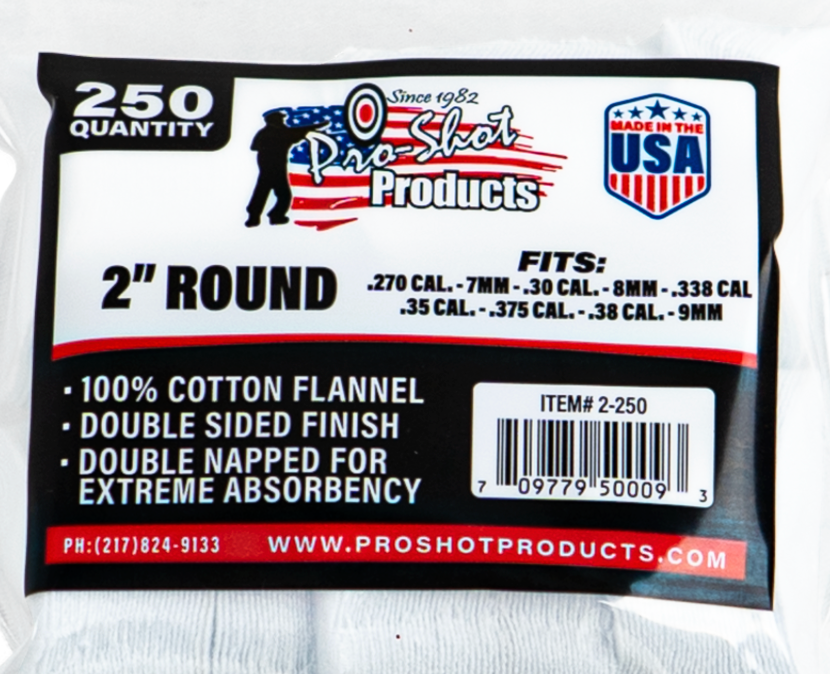 250
QUANTITY
Since 1982
Pro-Shot
Products
MADE IN THE
USA
2" ROUND
FITS:
.270 CAL. - 7MM - .30 CAL. - 8MM - .338 CAL
.35 CAL. - .375 CAL. - .38 CAL. - 9MM
· 100% COTTON FLANNEL
· DOUBLE SIDED FINISH
· DOUBLE NAPPED FOR
EXTREME ABSORBENCY
ITEM# 2-250
7 09779 50009 3
PH:(217)824-9133 WWW.PROSHOTPRODUCTS.COM